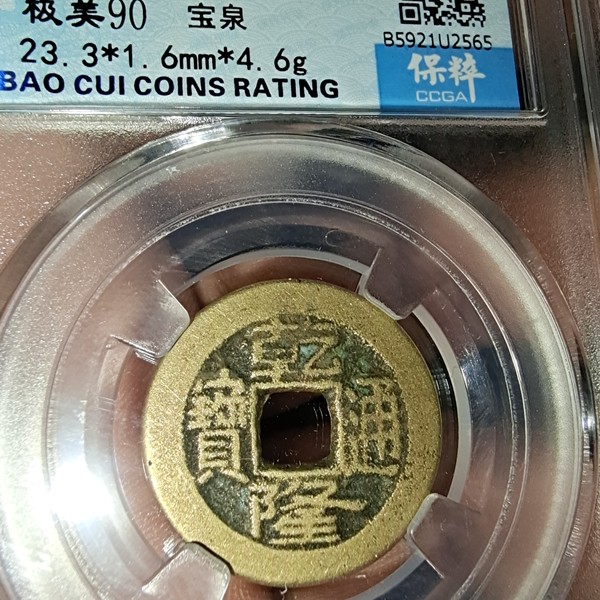 极美90 宝泉
B5921U2565
23.3*1.6mm*4.6g
保粹
BAO CUI COINS RATING
CCGA
乾隆通寶